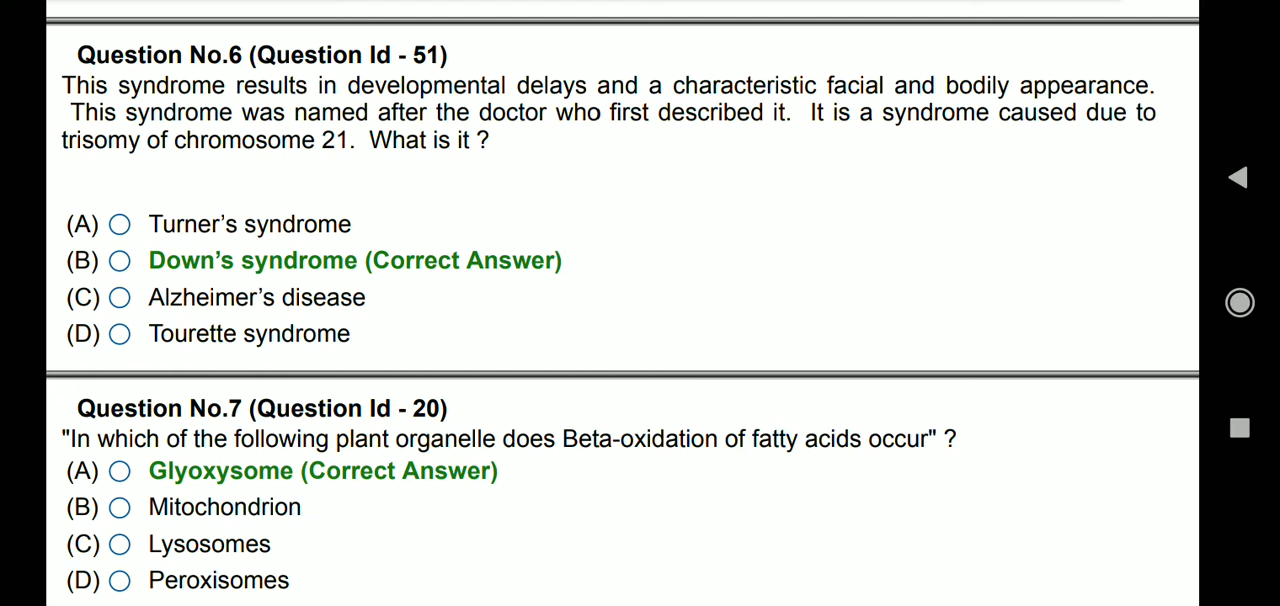 Question No.6 (Question Id - 51)
This syndrome results in developmental delays and a characteristic facial and bodily appearance.
This syndrome was named after the doctor who first described it. It is a syndrome caused due to
trisomy of chromosome 21. What is it ?
(A) Turner’s syndrome
(B) Down’s syndrome (Correct Answer)
(C) Alzheimer’s disease
(D) Tourette syndrome
Question No.7 (Question Id - 20)
"In which of the following plant organelle does Beta-oxidation of fatty acids occur" ?
(A) Glyoxysome (Correct Answer)
(B) Mitochondrion
(C) Lysosomes
(D) Peroxisomes